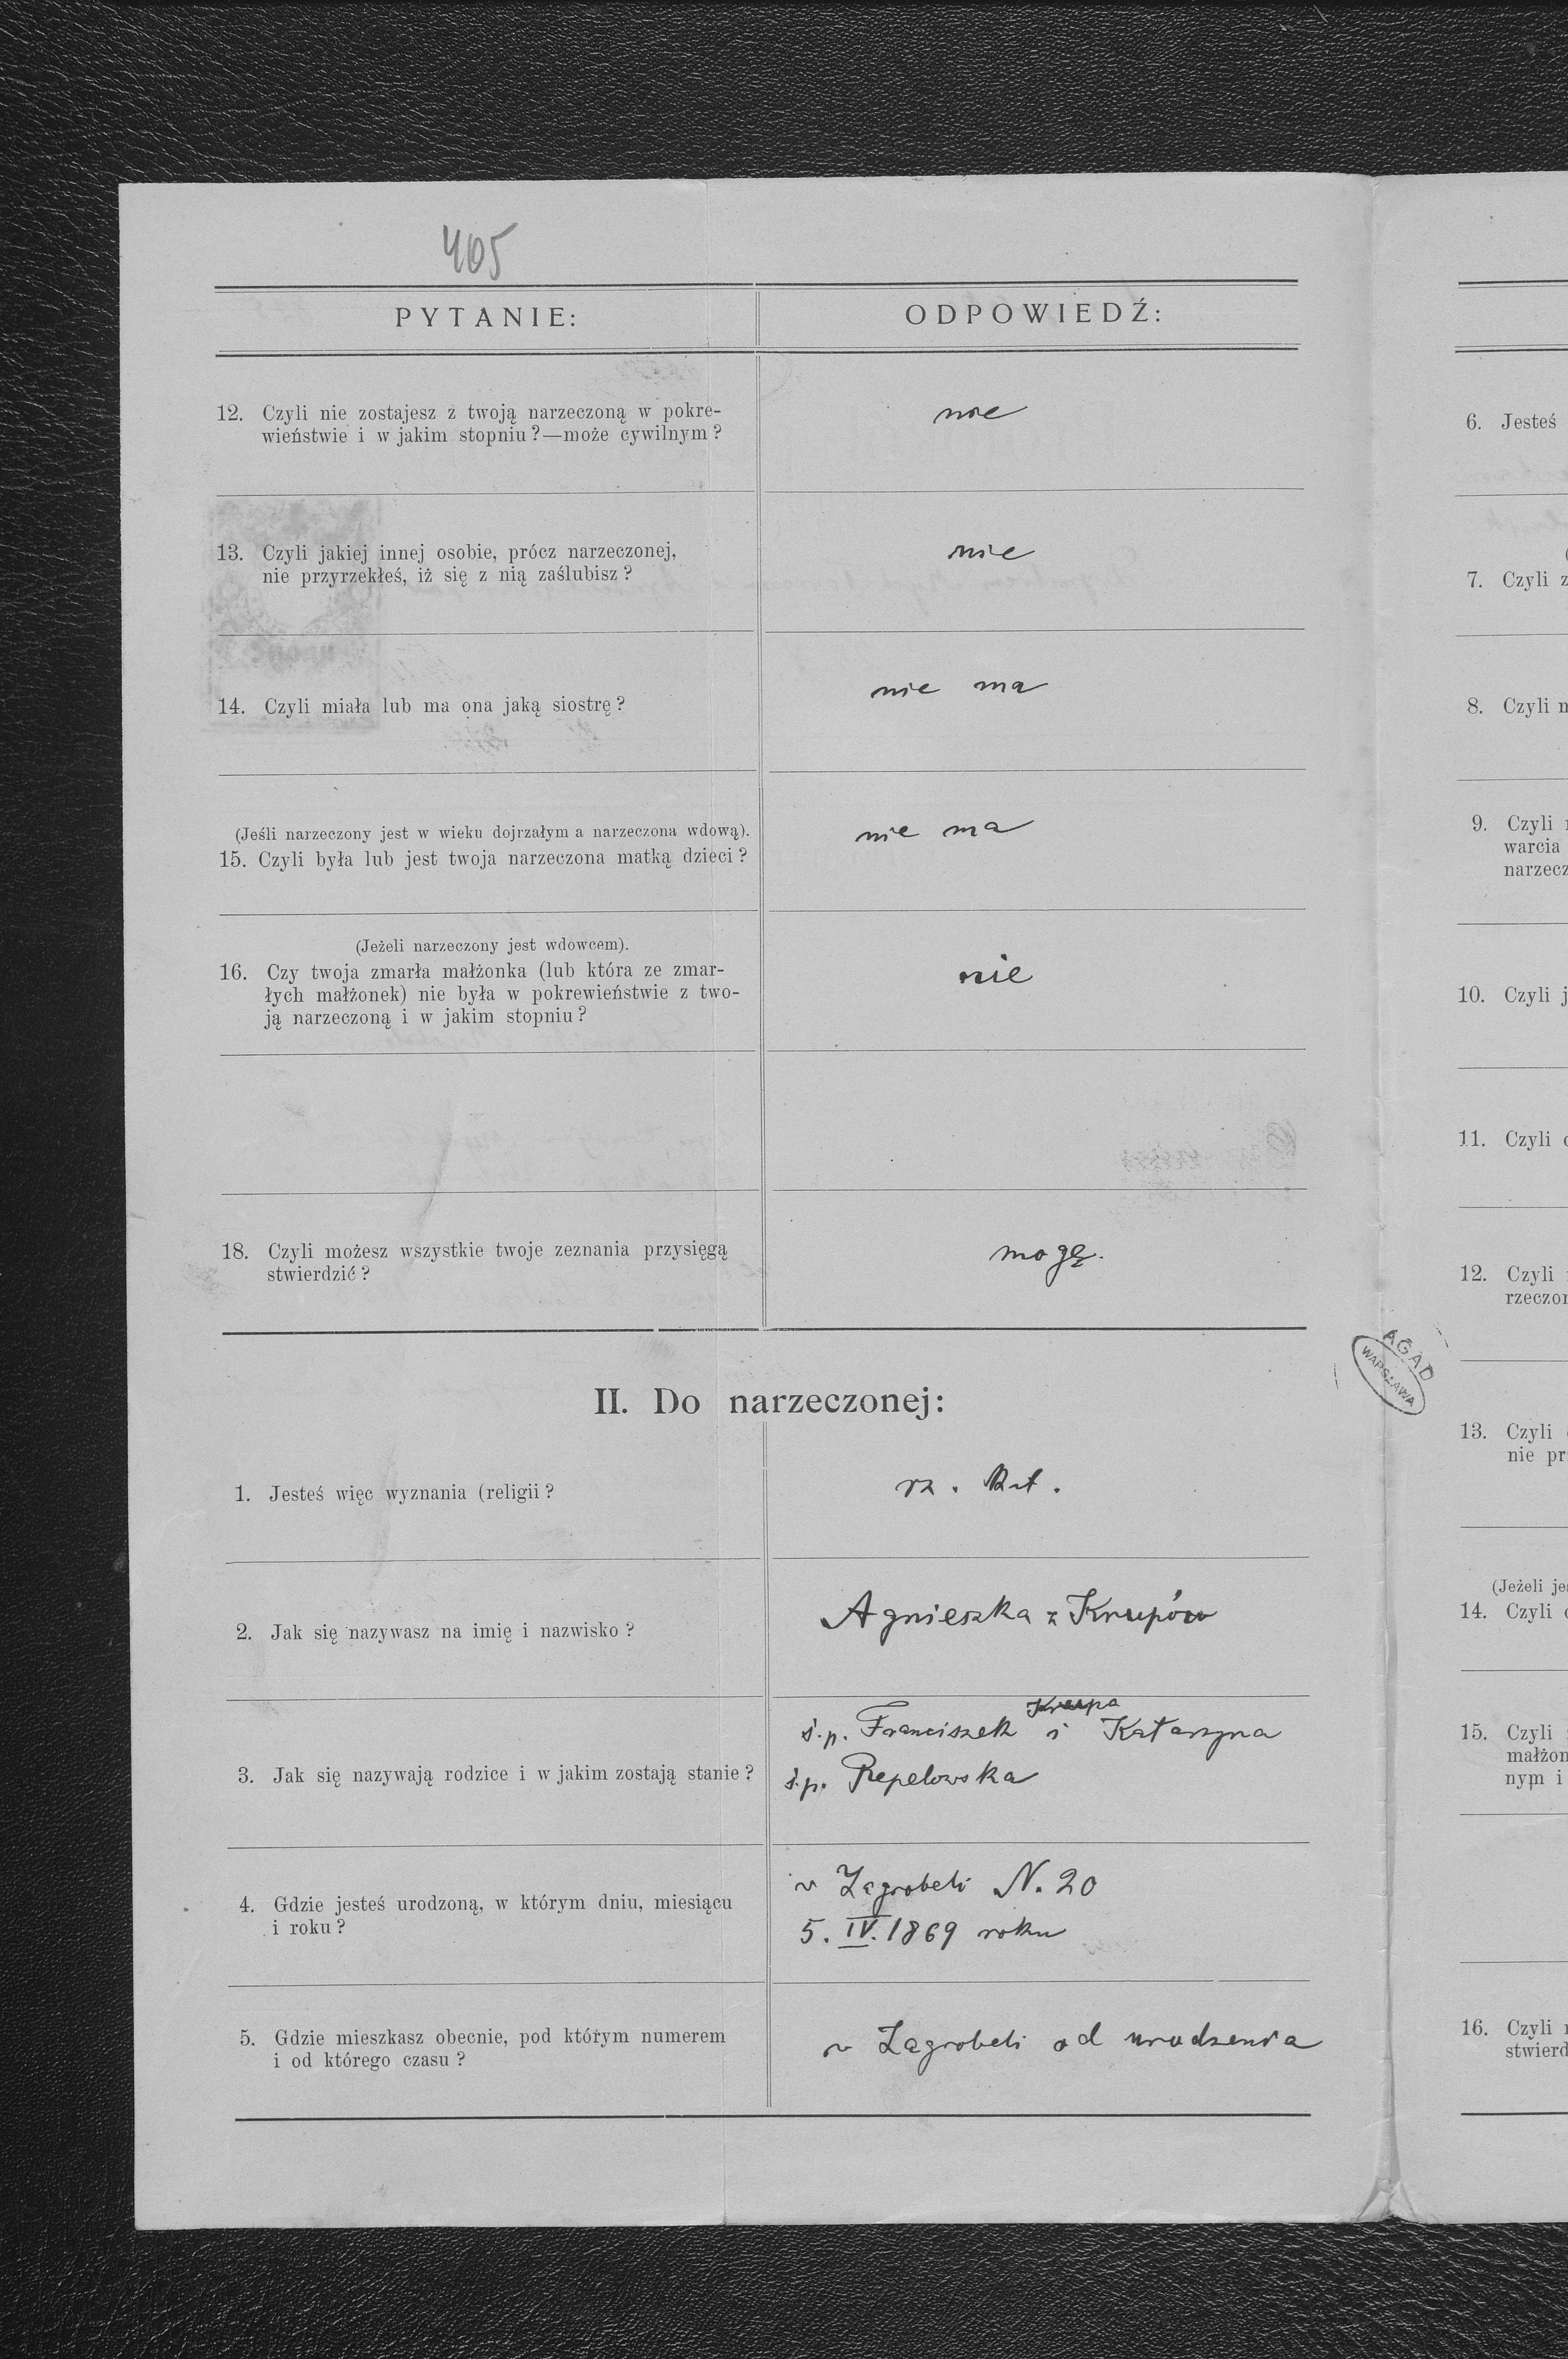 405
PYTANIE:
ODPOWIEDŹ:
12. Czyli nie zostajesz z twoją narzeczoną w pokre-
wieństwie i w jakim stopniu?—może cywilnym?
nie
13. Czyli jakiej innej osobie, prócz narzeczonej,
nie przyrzekłeś, iż się z nią zaślubisz?
nie
14. Czyli miała lub ma ona jaką siostrę?
nie ma
(Jeśli narzeczony jest w wieku dojrzałym a narzeczona wdową).
15. Czyli była lub jest twoja narzeczona matką dzieci?
nie ma
(Jeżeli narzeczony jest wdowcem).
16. Czy twoja zmarła małżonka (lub która ze zmar-
łych małżonek) nie była w pokrewieństwie z two-
ją narzeczoną i w jakim stopniu?
nie
18. Czyli możesz wszystkie twoje zeznania przysięgą
stwierdzić?
mogę.
II. Do narzeczonej:
1. Jesteś więc wyznania (religii?
rz. kat.
2. Jak się nazywasz na imię i nazwisko?
Agnieszka z Krupów
3. Jak się nazywają rodzice i w jakim zostają stanie?
Krupa
ś.p. Franciszek i Katarzyna
ś.p. Repelowska
4. Gdzie jesteś urodzoną, w którym dniu, miesiącu
i roku?
w Zagrobeli N. 20
5. IV. 1869 roku
5. Gdzie mieszkasz obecnie, pod którym numerem
i od którego czasu?
w Zagrobeli od urodzenia
AGAD
WARSZAWA
6. Jesteś
7. Czyli z
8. Czyli
9. Czyli
warcia
narzecz
10. Czyli j
11. Czyli
12. Czyli
rzeczon
13. Czyli
nie pr
(Jeżeli je
14. Czyli
15. Czyli
małżon
nym i
16. Czyli
stwierd